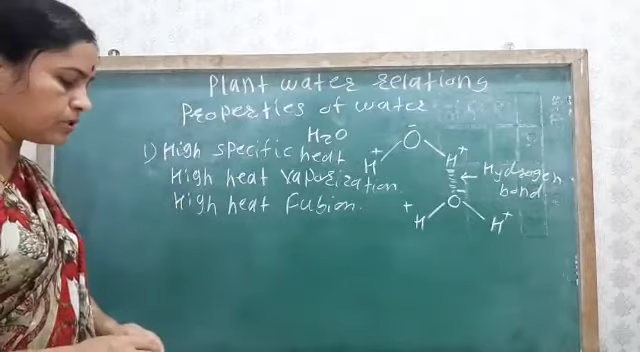 Plant water relations
Properties of water
H2O
1) High specific heat
High heat vaporization.
High heat Fusion.
-
O
+
H
+
H
Hydrogen
bond
O
+
H
+
H